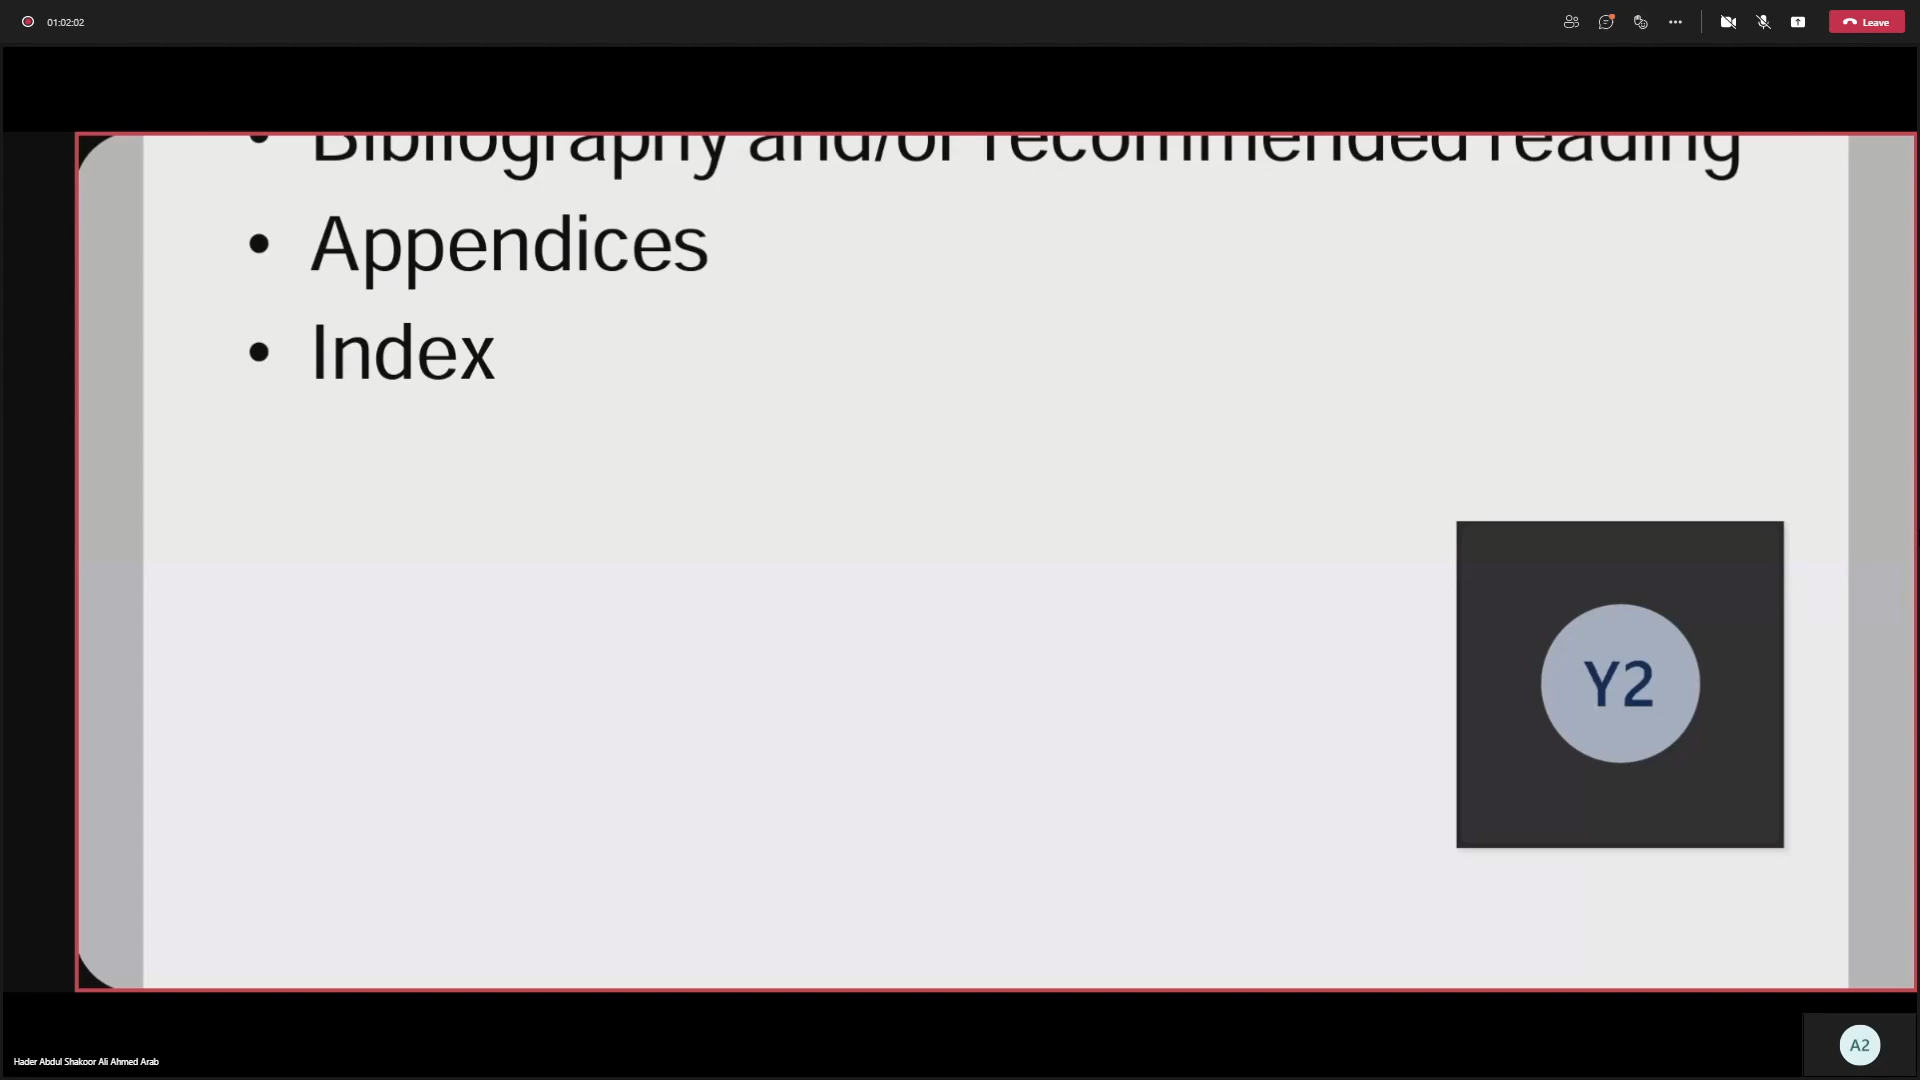 01:02:02
Leave
• Bibliography and/or recommended reading
• Appendices
• Index
Y2
Hader Abdul Shakoor Ali Ahmed Arab
A2